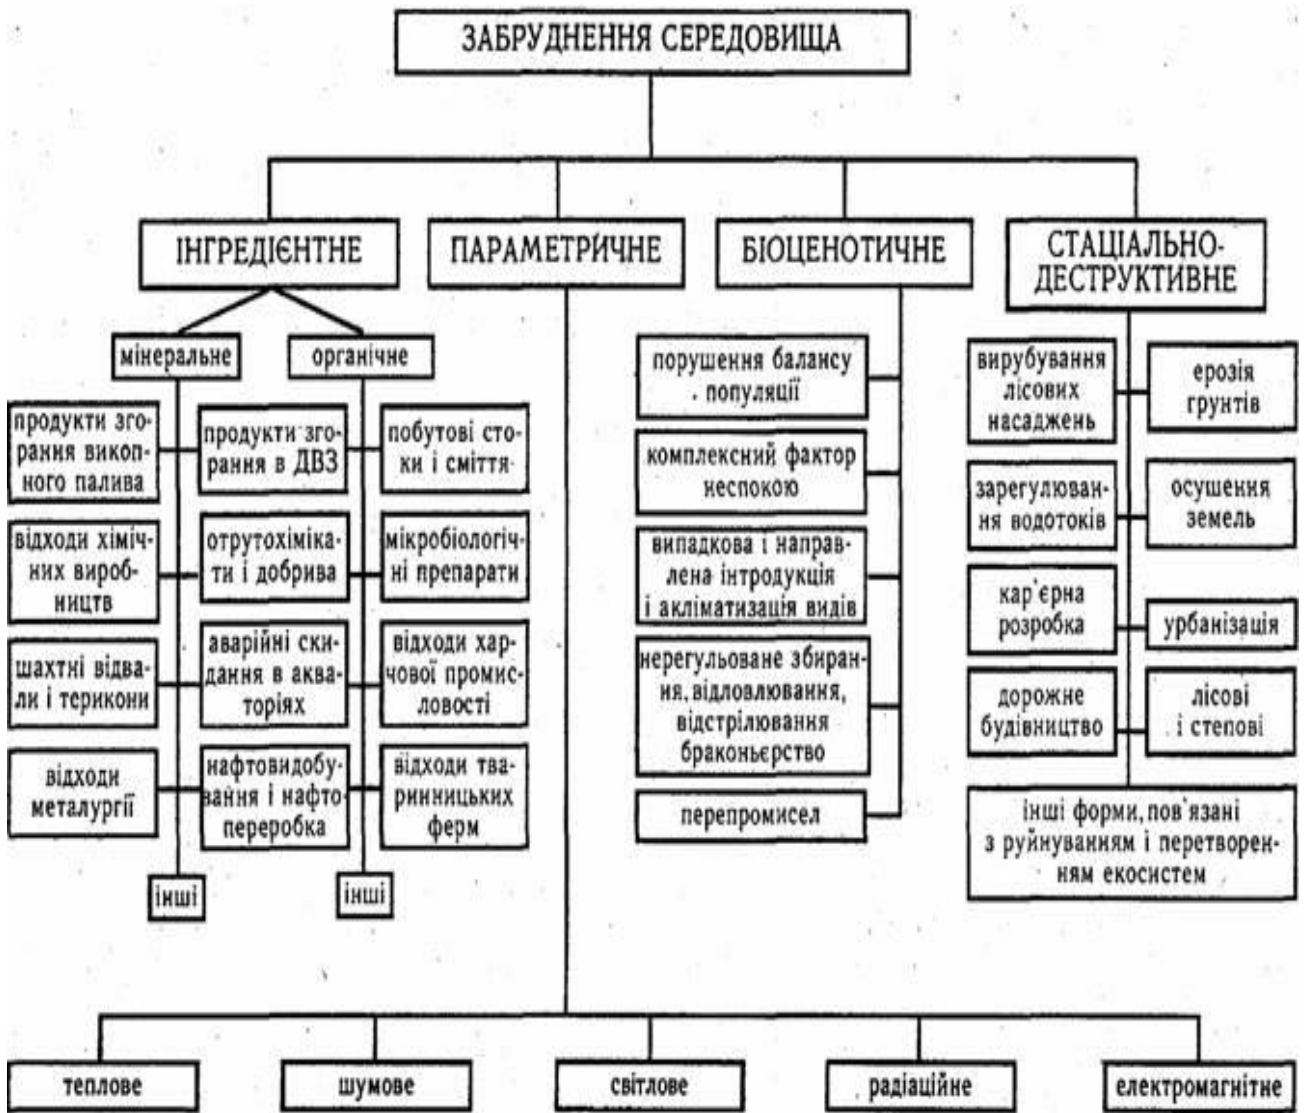 ЗАБРУДНЕННЯ СЕРЕДОВИЩА
ІНГРЕДІЄНТНЕ
ПАРАМЕТРИЧНЕ
БІОЦЕНОТИЧНЕ
СТАЦІАЛЬНО-
ДЕСТРУКТИВНЕ
мінеральне
органічне
продукти зго-
рання викоп-
ного палива
відходи хіміч-
них вироб-
ництв
шахтні відва-
ли і терикони
відходи
металургії
продукти зго-
рання в ДВЗ
отрутохіміка-
ти і добрива
аварійні ски-
дання в аква-
торіях
нафтовидобу-
вання і нафто-
переробка
побутові сто-
ки і сміття
мікробіологіч-
ні препарати
відходи хар-
чової промис-
ловості
відходи тва-
ринницьких
ферм
інші
інші
порушення балансу
популяції
комплексний фактор
неспокою
випадкова і направ-
лена інтродукція
і акліматизація видів
нерегульоване збиран-
ня, відловлювання,
відстрілювання
браконьєрство
перепромисел
вирубування
лісових
насаджень
зарегулюван-
ня водотоків
кар'єрна
розробка
дорожне
будівництво
ерозія
грунтів
осушення
земель
урбанізація
лісові
і степові
інші форми, пов'язані
з руйнуванням і перетворен-
ням екосистем
теплове
шумове
світлове
радіаційне
електромагнітне